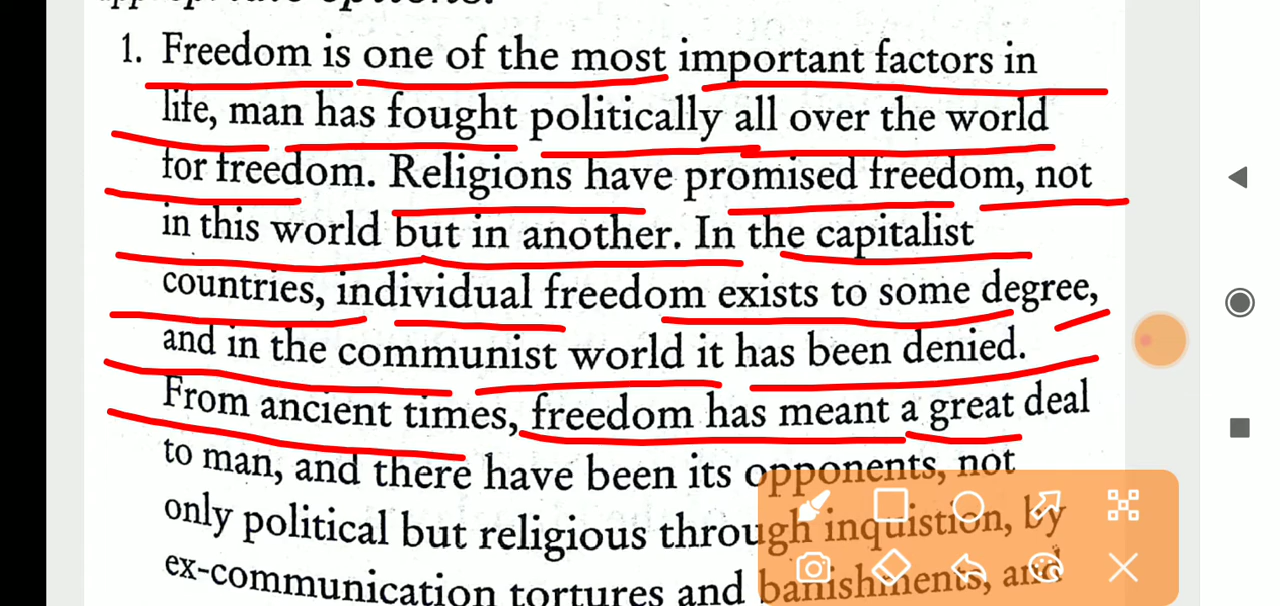 appropriate options.
1. Freedom is one of the most important factors in
life, man has fought politically all over the world
for freedom. Religions have promised freedom, not
in this world but in another. In the capitalist
countries, individual freedom exists to some degree,
and in the communist world it has been denied.
From ancient times, freedom has meant a great deal
to man, and there have been its opponents, not
only political but religious through inquistion, by
ex-communication tortures and banishments, and